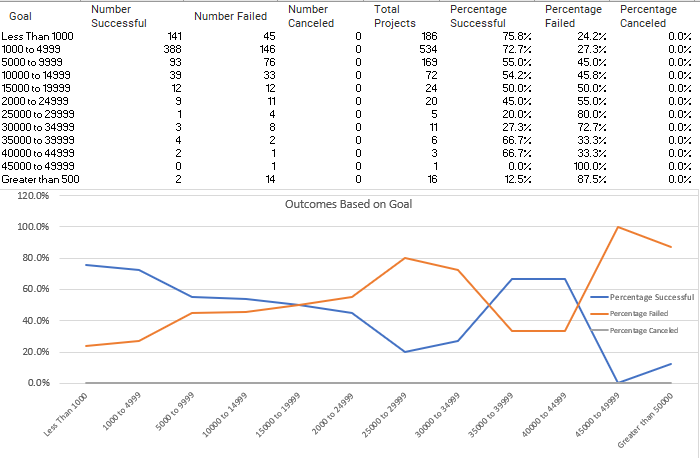 Goal Number Successful Number Failed Number Canceled Total Projects Percentage Successful Percentage Failed Percentage Canceled
Less Than 1000 141 45 0 186 75.8% 24.2% 0.0%
1000 to 4999 388 146 0 534 72.7% 27.3% 0.0%
5000 to 9999 93 76 0 169 55.0% 45.0% 0.0%
10000 to 14999 39 33 0 72 54.2% 45.8% 0.0%
15000 to 19999 12 12 0 24 50.0% 50.0% 0.0%
2000 to 24999 9 11 0 20 45.0% 55.0% 0.0%
25000 to 29999 1 4 0 5 20.0% 80.0% 0.0%
30000 to 34999 3 8 0 11 27.3% 72.7% 0.0%
35000 to 39999 4 2 0 6 66.7% 33.3% 0.0%
40000 to 44999 2 1 0 3 66.7% 33.3% 0.0%
45000 to 49999 0 1 0 1 0.0% 100.0% 0.0%
Greater than 500 2 14 0 16 12.5% 87.5% 0.0%
Outcomes Based on Goal
120.0%
100.0%
80.0%
60.0%
40.0%
20.0%
0.0%
Percentage Successful
Percentage Failed
Percentage Canceled
Less Than 1000
1000 to 4999
5000 to 9999
10000 to 14999
15000 to 19999
2000 to 24999
25000 to 29999
30000 to 34999
35000 to 39999
40000 to 44999
45000 to 49999
Greater than 50000